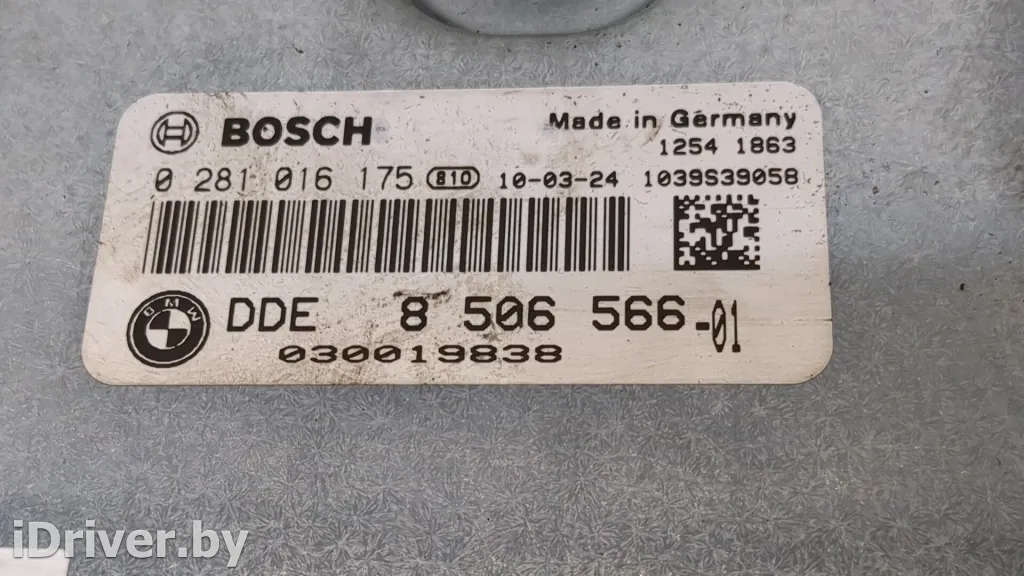 BOSCH
Made in Germany
1254 1863
0 281 016 175 810 10-03-24 1039S39058
BMW
DDE 8 506 566-01
030019838
iDriver.by